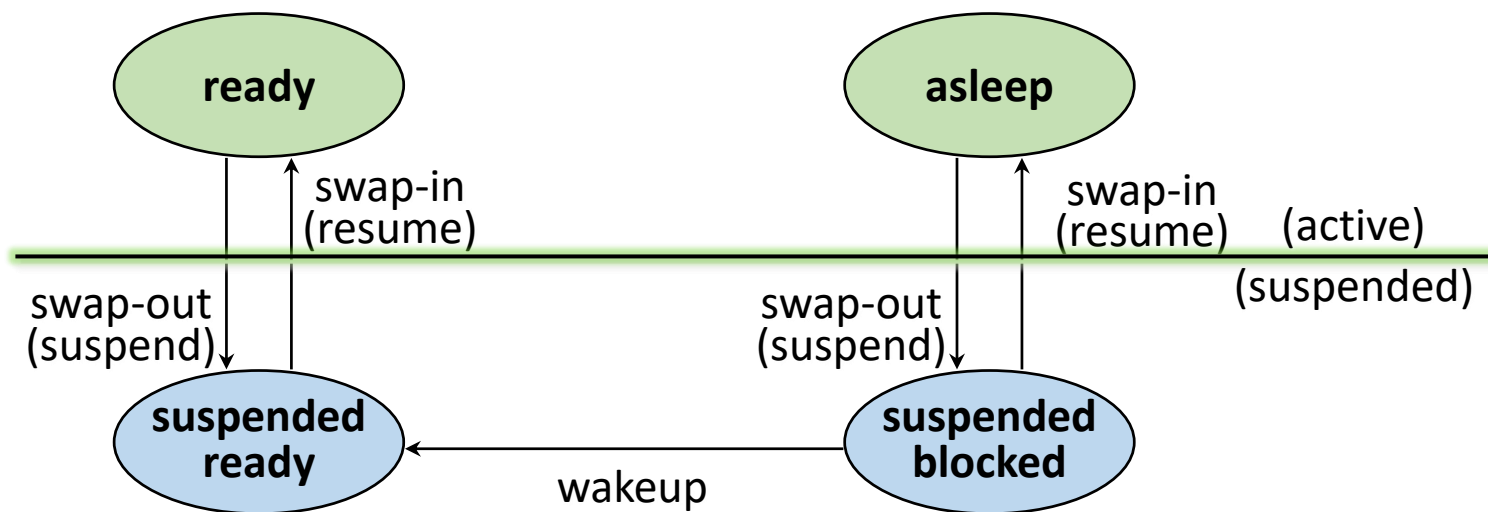 ready
asleep
swap-in
(resume)
swap-in
(resume)
(active)
(suspended)
swap-out
(suspend)
swap-out
(suspend)
suspended
ready
suspended
blocked
wakeup